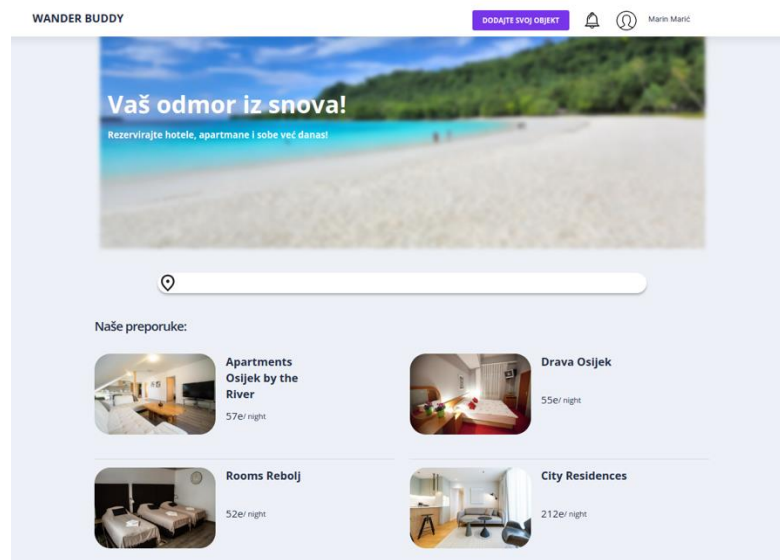 WANDER BUDDY
DODAJTE SVOJ OBJEKT
Marin Marić
Vaš odmor iz snova!
Rezervirajte hotele, apartmane i sobe već danas!
Naše preporuke:
Apartments
Osijek by the
River
57e/ night
Drava Osijek
55e/ night
Rooms Rebolj
52e/ night
City Residences
212e/ night